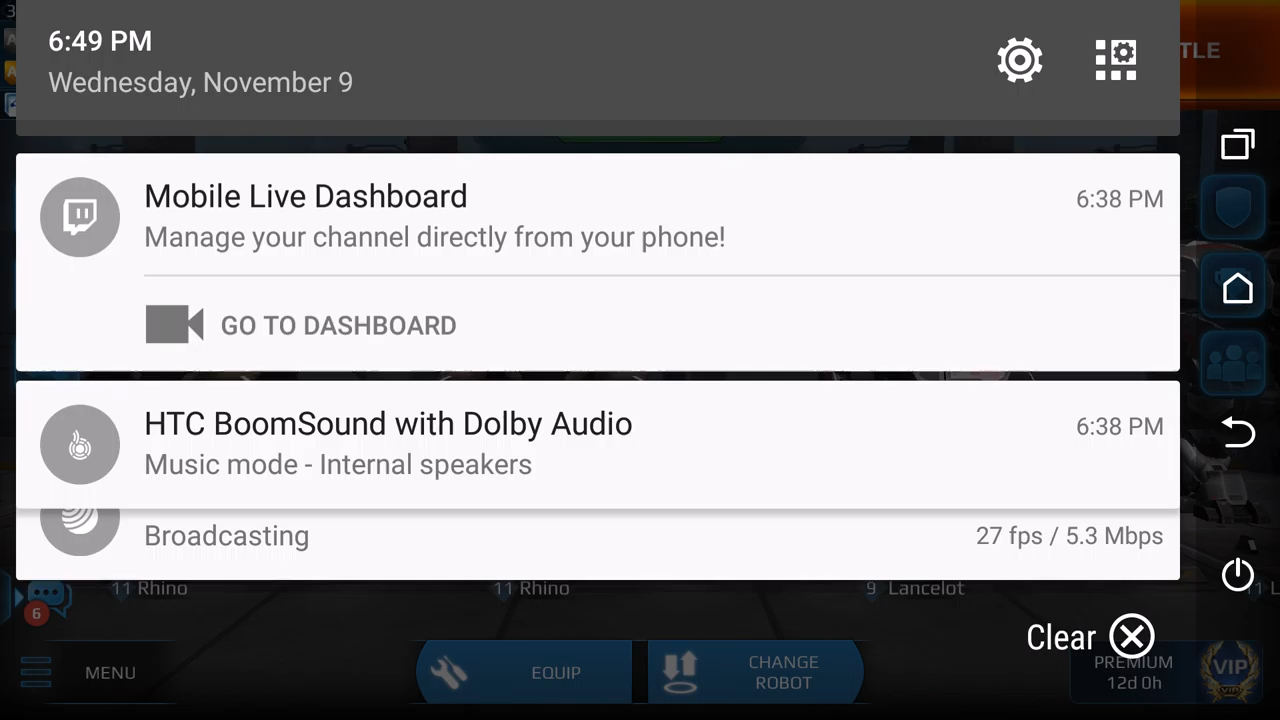 6:49 PM
Wednesday, November 9
TLE
Mobile Live Dashboard
6:38 PM
Manage your channel directly from your phone!
GO TO DASHBOARD
HTC BoomSound with Dolby Audio
6:38 PM
Music mode - Internal speakers
Broadcasting
27 fps / 5.3 Mbps
11 Rhino
11 Rhino
9 Lancelot
6
Clear
MENU
EQUIP
CHANGE
ROBOT
PREMIUM
12d 0h
VIP